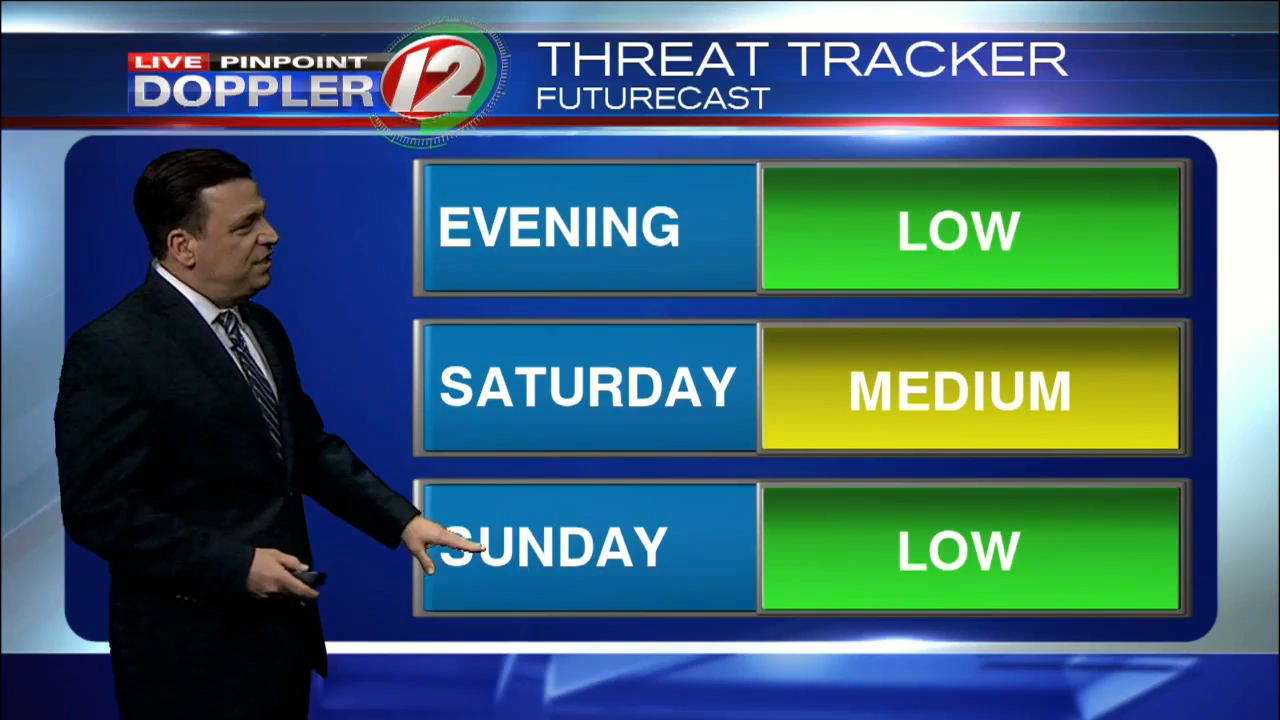 LIVE PINPOINT
DOPPLER 12
THREAT TRACKER
FUTURECAST
EVENING LOW
SATURDAY MEDIUM
SUNDAY LOW